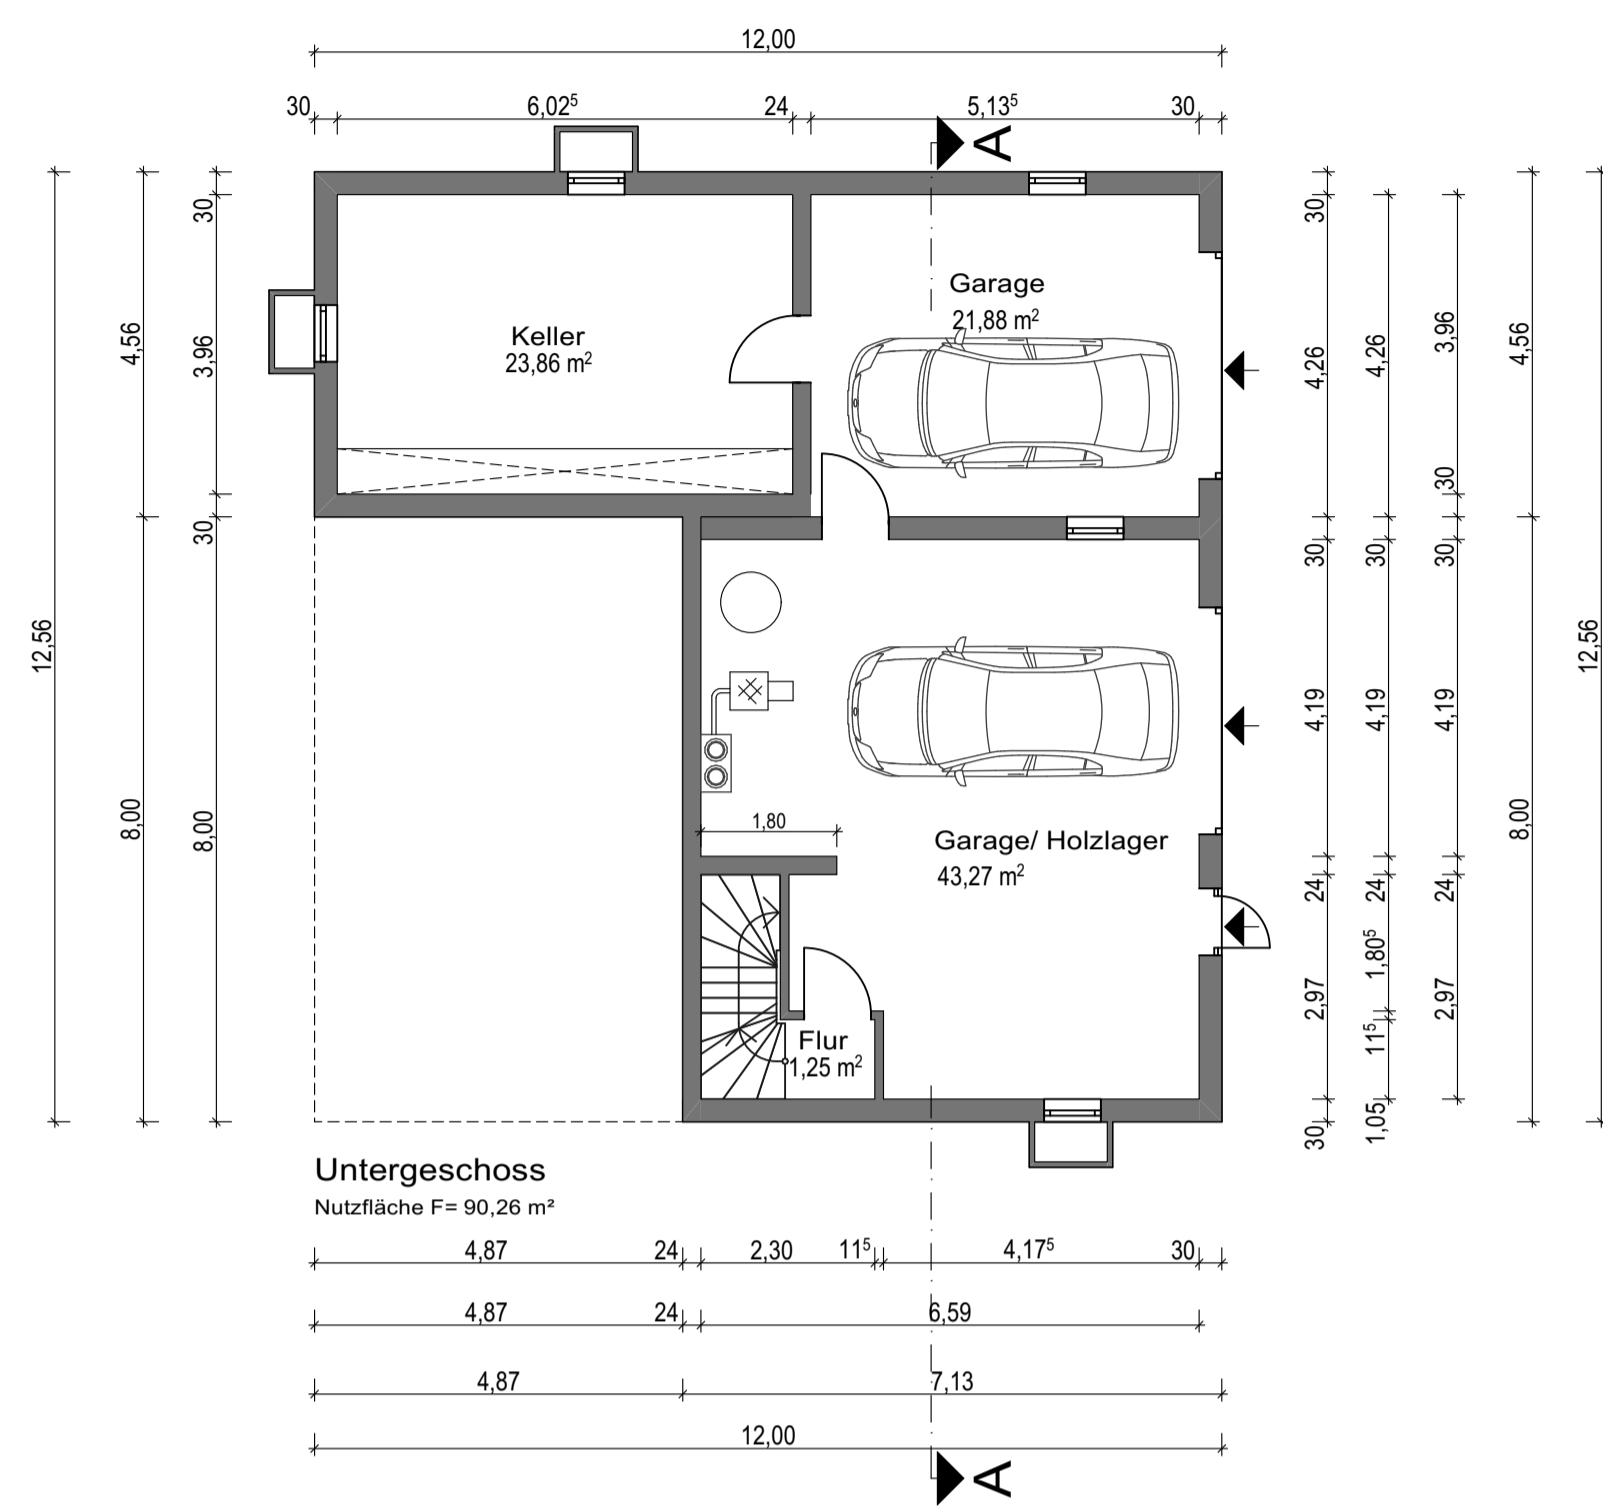 12,00
30 6,02⁵ 24 5,13⁵ 30
A
30 30 4,26 4,26 3,96 30 4,56
4,56 3,96
Garage
21,88 m²
Keller
23,86 m²
30 30 30 30
12,56 8,00 8,00
4,19 4,19 4,19 8,00 12,56
1,80
Garage/ Holzlager
43,27 m²
24 24 24
2,97 1,80⁵ 2,97
11⁵
Flur
1,25 m²
30 1,05
Untergeschoss
Nutzfläche F= 90,26 m²
4,87 24 2,30 11⁵ 4,17⁵ 30
4,87 24 6,59
4,87 7,13
12,00
A